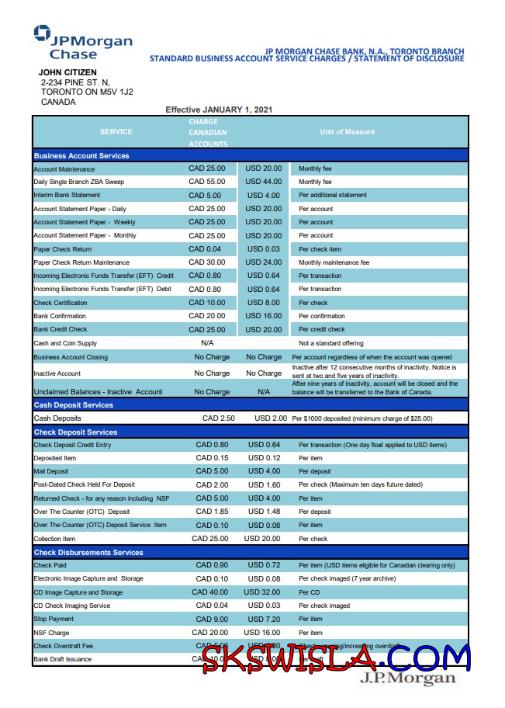 JPMorgan
Chase
JP MORGAN CHASE BANK, N.A., TORONTO BRANCH
STANDARD BUSINESS ACCOUNT SERVICE CHARGES / STATEMENT OF DISCLOSURE
JOHN CITIZEN
2-234 PINE ST. N,
TORONTO ON M5V 1J2
CANADA
Effective JANUARY 1, 2021
SERVICE CHARGE CANADIAN ACCOUNTS Unit of Measure
Business Account Services
Account Maintenance CAD 25.00 USD 20.00 Monthly fee
Daily Single Branch ZBA Sweep CAD 55.00 USD 44.00 Monthly fee
Interim Bank Statement CAD 5.00 USD 4.00 Per additional statement
Account Statement Paper - Daily CAD 25.00 USD 20.00 Per account
Account Statement Paper - Weekly CAD 25.00 USD 20.00 Per account
Account Statement Paper - Monthly CAD 25.00 USD 20.00 Per account
Paper Check Return CAD 0.04 USD 0.03 Per check item
Paper Check Return Maintenance CAD 30.00 USD 24.00 Monthly maintenance fee
Incoming Electronic Funds Transfer (EFT) Credit CAD 0.80 USD 0.64 Per transaction
Incoming Electronic Funds Transfer (EFT) Debit CAD 0.80 USD 0.64 Per transaction
Check Certification CAD 10.00 USD 8.00 Per check
Bank Confirmation CAD 20.00 USD 16.00 Per confirmation
Bank Credit Check CAD 25.00 USD 20.00 Per credit check
Cash and Coin Supply N/A Not a standard offering
Business Account Closing No Charge No Charge Per account regardless of when the account was opened
Inactive Account No Charge No Charge Inactive after 12 consecutive months of inactivity. Notice is
sent at two and five years of inactivity.
Unclaimed Balances - Inactive Account No Charge N/A After nine years of inactivity, account will be closed and the
balance will be transferred to the Bank of Canada.
Cash Deposit Services
Cash Deposits CAD 2.50 USD 2.00 Per $1000 deposited (minimum charge of $25.00)
Check Deposit Services
Check Deposit Credit Entry CAD 0.80 USD 0.64 Per transaction (One day float applied to USD items)
Deposited Item CAD 0.15 USD 0.12 Per item
Mail Deposit CAD 5.00 USD 4.00 Per deposit
Post-Dated Check Held For Deposit CAD 2.00 USD 1.60 Per check (Maximum ten days future dated)
Returned Check - for any reason including NSF CAD 5.00 USD 4.00 Per item
Over The Counter (OTC) Deposit CAD 1.85 USD 1.48 Per deposit
Over The Counter (OTC) Deposit Service Item CAD 0.10 USD 0.08 Per item
Collection Item CAD 25.00 USD 20.00 Per check
Check Disbursements Services
Check Paid CAD 0.90 USD 0.72 Per item (USD items eligible for Canadian clearing only)
Electronic Image Capture and Storage CAD 0.10 USD 0.08 Per check imaged (7 year archive)
CD Image Capture and Storage CAD 40.00 USD 32.00 Per CD
CD Check Imaging Service CAD 0.04 USD 0.03 Per check imaged
Stop Payment CAD 9.00 USD 7.20 Per item
NSF Charge CAD 20.00 USD 16.00 Per item
Check Overdraft Fee CAD
Bank Draft Issuance
SKSWISLA.COM
J.P.Morgan